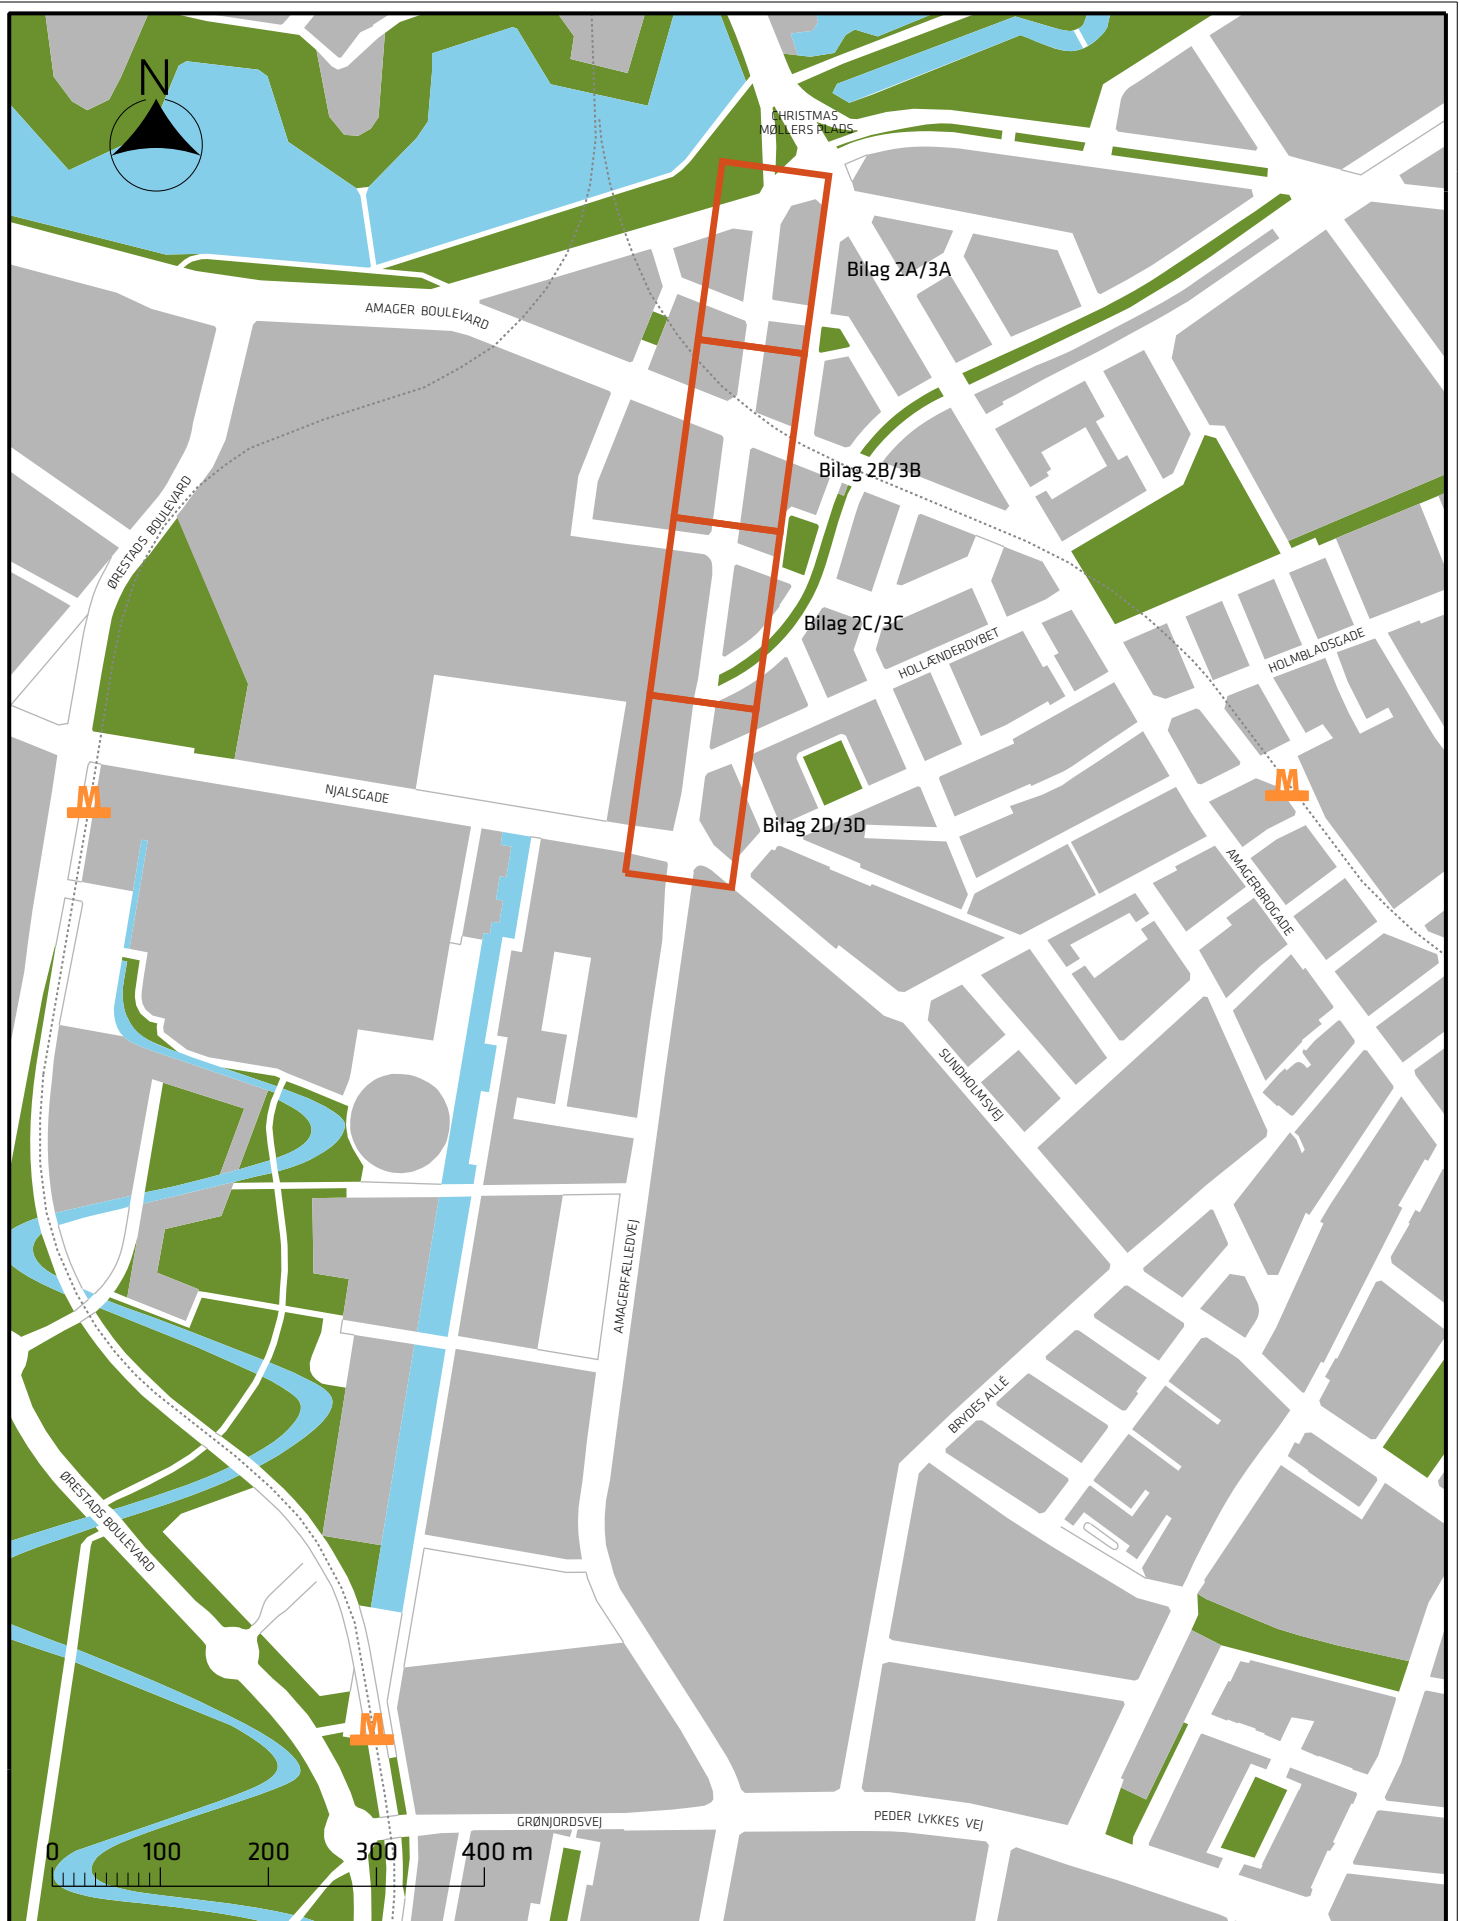 N
CHRISTMAS
MØLLERS PLADS
Bilag 2A/3A
AMAGER BOULEVARD
Bilag 2B/3B
ØRESTADS BOULEVARD
Bilag 2C/3C
HOLLÆNDERDYBET
HOLMBLADSGADE
NJALSGADE
M
M
Bilag 2D/3D
AMAGERBROGADE
SUNDHOLMSVEJ
AMAGERFÆLLEDVEJ
BRYDES ALLÉ
ØRESTADS BOULEVARD
M
GRØNJORDSVEJ
PEDER LYKKES VEJ
0 100 200 300 400 m